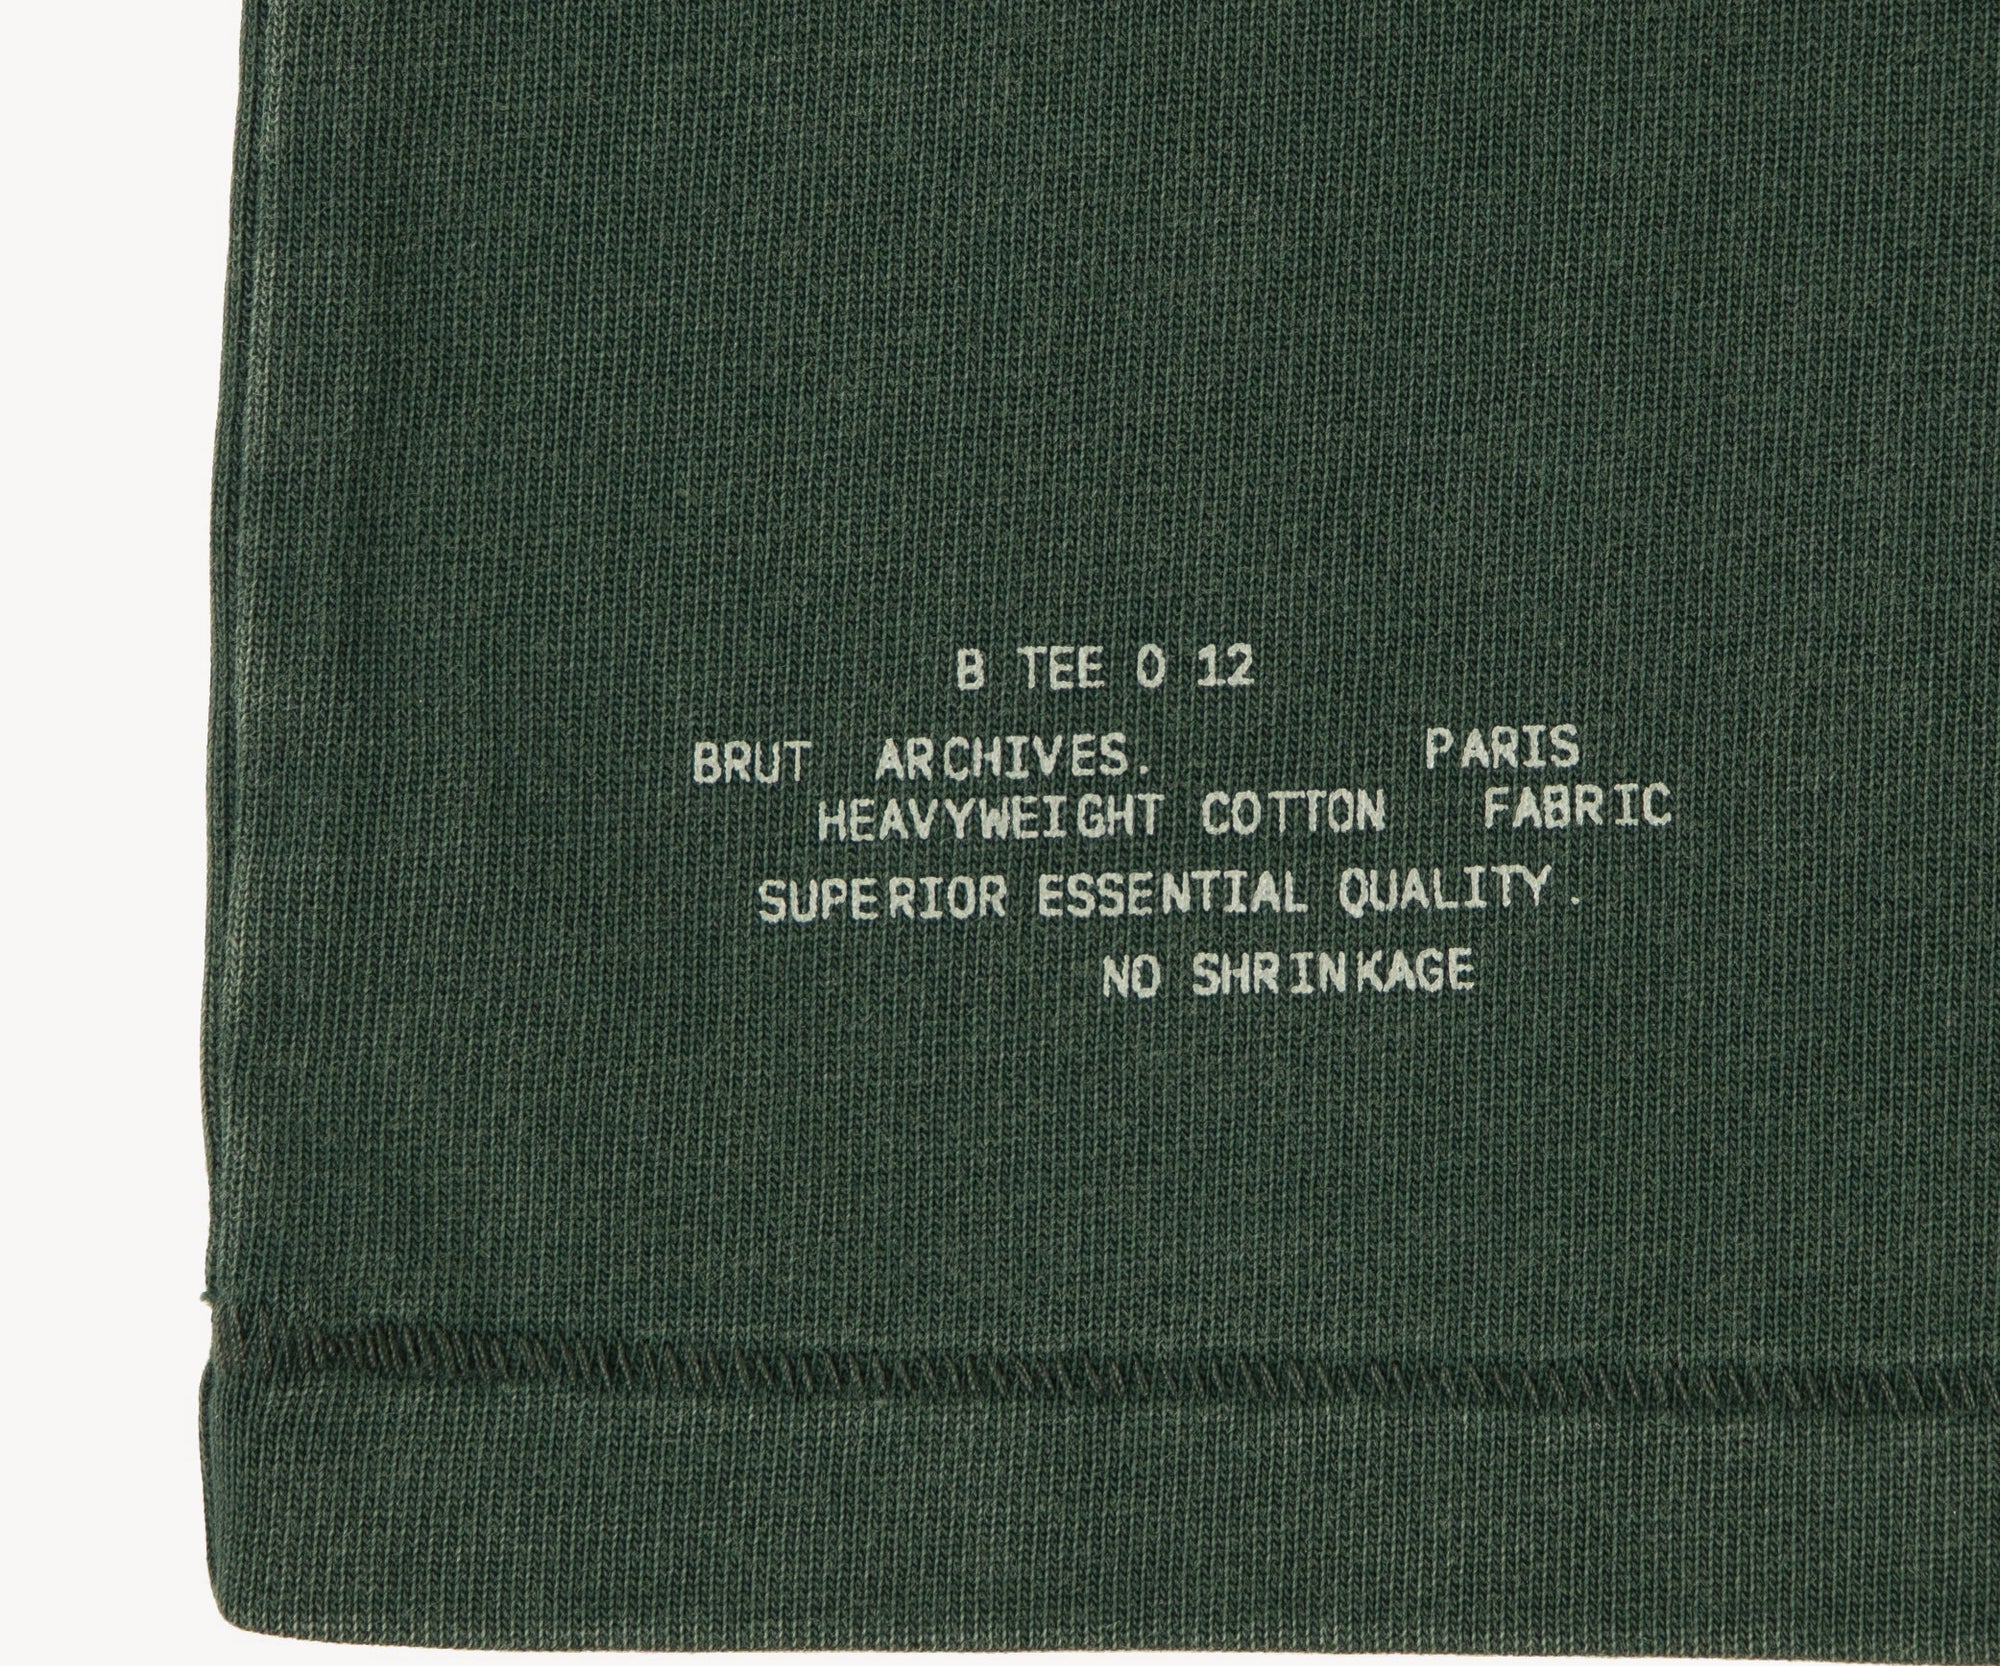 B TEE 0 12
BRUT ARCHIVES. PARIS
HEAVYWEIGHT COTTON FABRIC
SUPERIOR ESSENTIAL QUALITY.
NO SHRINKAGE